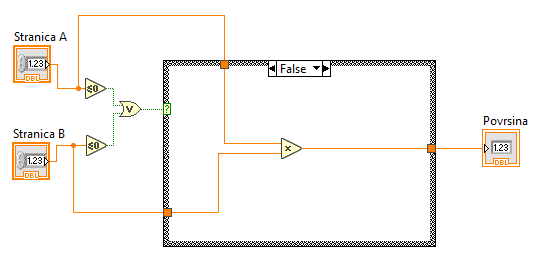 Stranica A
1.23
DBL
≤0
False
V
?
Stranica B
1.23
DBL
≤0
×
Povrsina
1.23
DBL